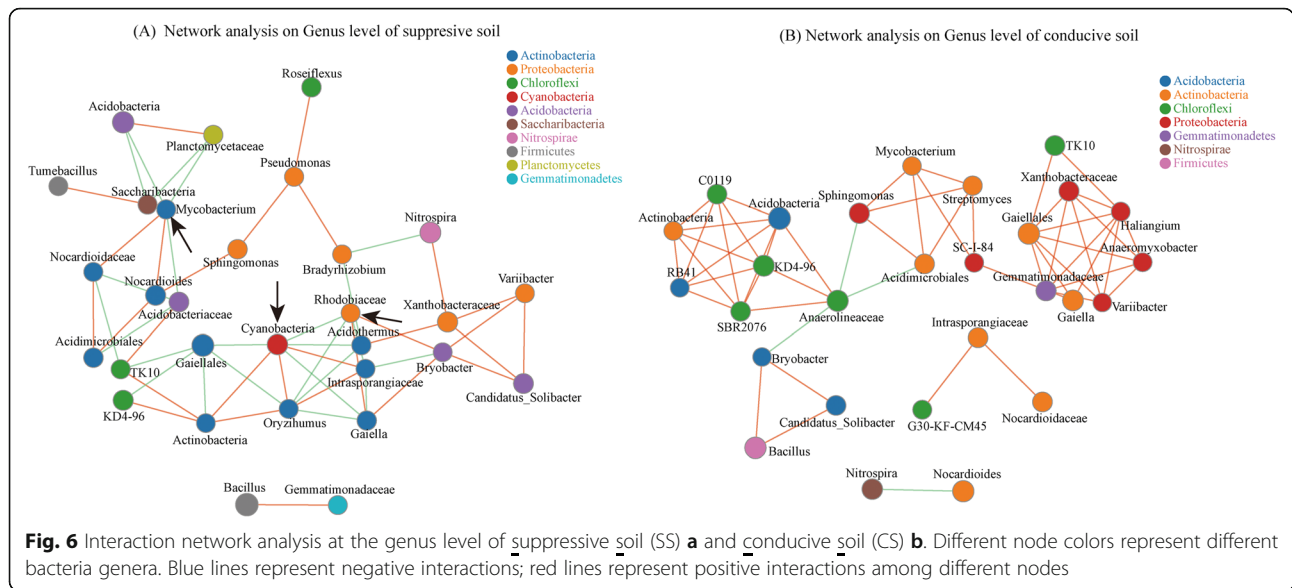 (A) Network analysis on Genus level of suppresive soil
Actinobacteria
Proteobacteria
Chloroflexi
Cyanobacteria
Acidobacteria
Saccharibacteria
Nitrospirae
Firmicutes
Planctomycetes
Gemmatimonadetes
Roseiflexus
Acidobacteria
Planctomycetaceae
Tumebacillus
Saccharibacteria
Mycobacterium
Pseudomonas
Nitrospira
Sphingomonas
Bradyrhizobium
Nocardioidaceae
Nocardioides
Acidobacteriaceae
Variibacter
Rhodobiaceae
Xanthobacteraceae
Cyanobacteria
Acidothermus
Acidimicrobiales
Gaiellales
TK10
Bryobacter
Intrasporangiaceae
Candidatus_Solibacter
KD4-96
Actinobacteria
Oryzihumus
Gaiella
Bacillus
Gemmatimonadaceae
(B) Network analysis on Genus level of conducive soil
Acidobacteria
Actinobacteria
Chloroflexi
Proteobacteria
Gemmatimonadetes
Nitrospirae
Firmicutes
Mycobacterium
TK10
C0119
Sphingomonas
Streptomyces
Xanthobacteraceae
Acidobacteria
Actinobacteria
Gaiellales
Haliangium
SC-I-84
Anaeromyxobacter
RB41
KD4-96
Acidimicrobiales
Gemmatimonadaceae
SBR2076
Anaerolineaceae
Gaiella
Variibacter
Intrasporangiaceae
Bryobacter
Candidatus_Solibacter
G30-KF-CM45
Nocardioidaceae
Bacillus
Nitrospira
Nocardioides
Fig. 6 Interaction network analysis at the genus level of suppressive soil (SS) a and conducive soil (CS) b. Different node colors represent different
bacteria genera. Blue lines represent negative interactions; red lines represent positive interactions among different nodes